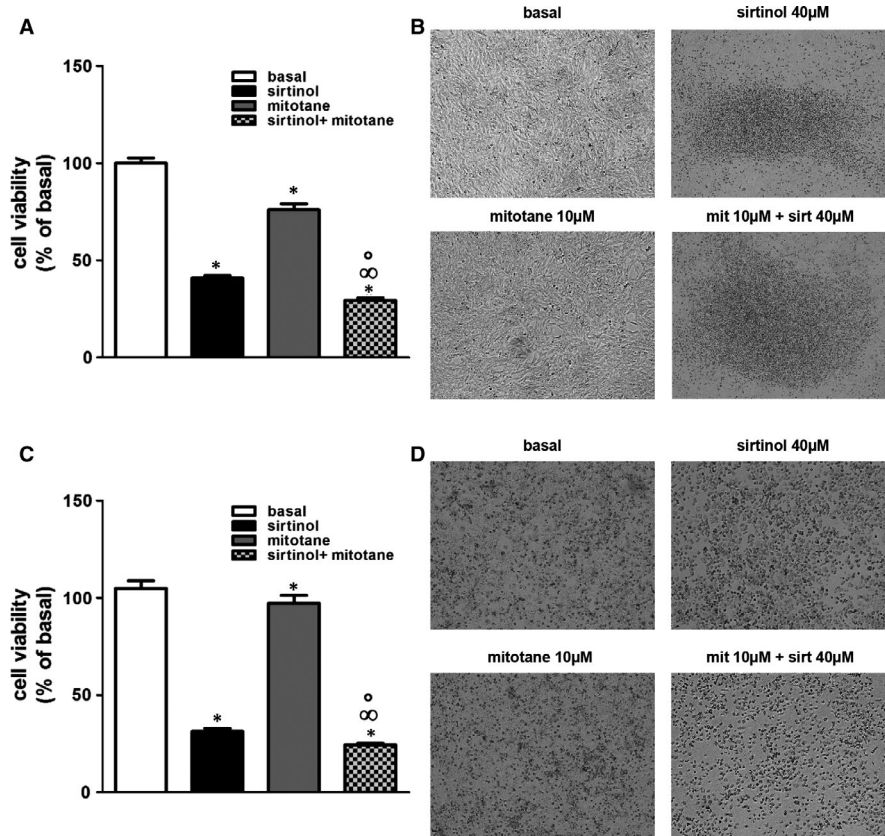 A
cell viability
(% of basal)
150
100
50
0
basal
sirtinol
mitotane
sirtinol+ mitotane
*
*
°
∞
*
B
basal
sirtinol 40µM
mitotane 10µM
mit 10µM + sirt 40µM
C
cell viability
(% of basal)
150
100
50
0
basal
sirtinol
mitotane
sirtinol+ mitotane
*
*
°
∞
*
D
basal
sirtinol 40µM
mitotane 10µM
mit 10µM + sirt 40µM